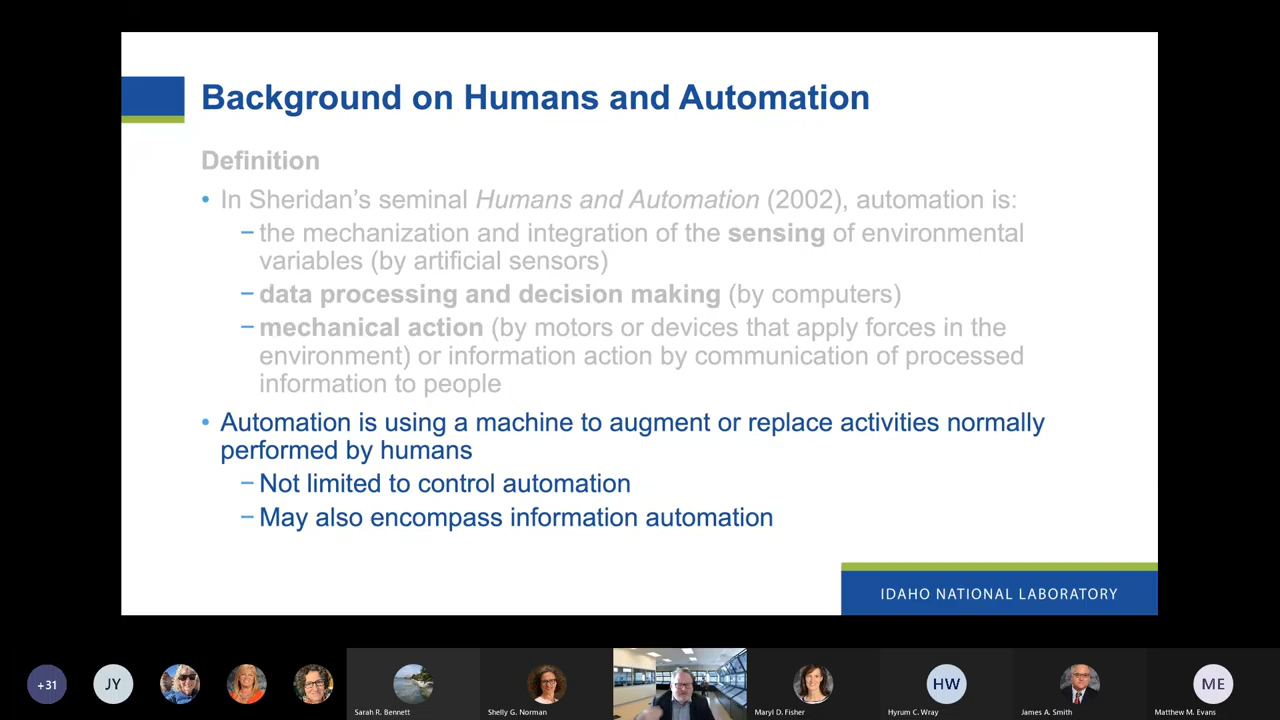 Background on Humans and Automation
Definition
• In Sheridan's seminal Humans and Automation (2002), automation is:
– the mechanization and integration of the sensing of environmental
variables (by artificial sensors)
– data processing and decision making (by computers)
– mechanical action (by motors or devices that apply forces in the
environment) or information action by communication of processed
information to people
• Automation is using a machine to augment or replace activities normally
performed by humans
– Not limited to control automation
– May also encompass information automation
IDAHO NATIONAL LABORATORY
+31
JY
Sarah R. Bennett
Shelly G. Norman
Maryl D. Fisher
HW
Hyrum C. Wray
James A. Smith
ME
Matthew M. Evans